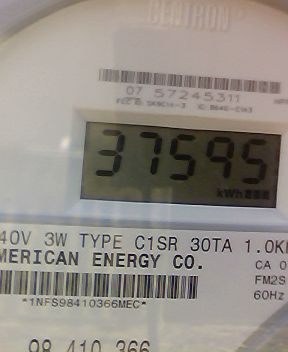 CENTRON
07 57245311
37595
kWh
40V 3W TYPE C1SR 30TA 1.0K
MERICAN ENERGY CO.
CA 0
FM2S
*1NFS98410366MEC*
60Hz
98 410 366